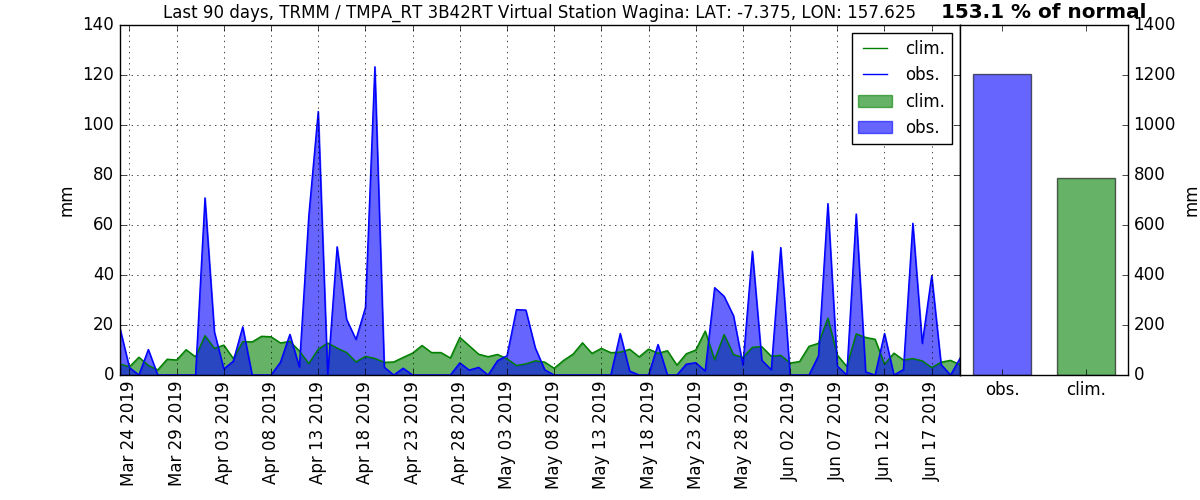 Last 90 days, TRMM / TMPA_RT 3B42RT Virtual Station Wagina: LAT: -7.375, LON: 157.625
153.1 % of normal
140
120
100
80
60
40
20
0
mm
clim.
obs.
clim.
obs.
1400
1200
1000
800
600
400
200
0
mm
Mar 24 2019
Mar 29 2019
Apr 03 2019
Apr 08 2019
Apr 13 2019
Apr 18 2019
Apr 23 2019
Apr 28 2019
May 03 2019
May 08 2019
May 13 2019
May 18 2019
May 23 2019
May 28 2019
Jun 02 2019
Jun 07 2019
Jun 12 2019
Jun 17 2019
obs.
clim.